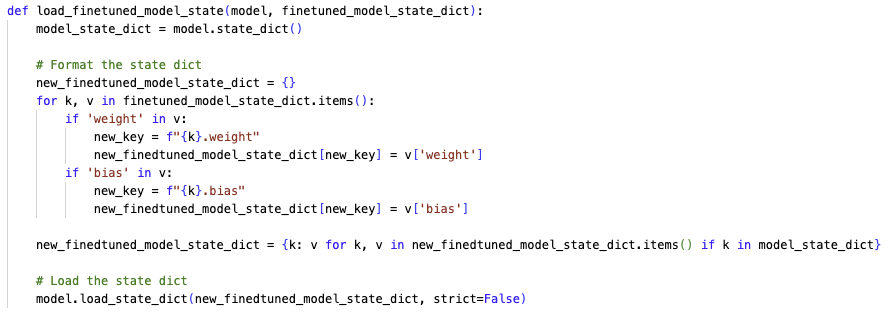 def load_finetuned_model_state(model, finetuned_model_state_dict):
    model_state_dict = model.state_dict()

    # Format the state dict
    new_finedtuned_model_state_dict = {}
    for k, v in finetuned_model_state_dict.items():
        if 'weight' in v:
            new_key = f"{k}.weight"
            new_finedtuned_model_state_dict[new_key] = v['weight']
        if 'bias' in v:
            new_key = f"{k}.bias"
            new_finedtuned_model_state_dict[new_key] = v['bias']

    new_finedtuned_model_state_dict = {k: v for k, v in new_finedtuned_model_state_dict.items() if k in model_state_dict}

    # Load the state dict
    model.load_state_dict(new_finedtuned_model_state_dict, strict=False)